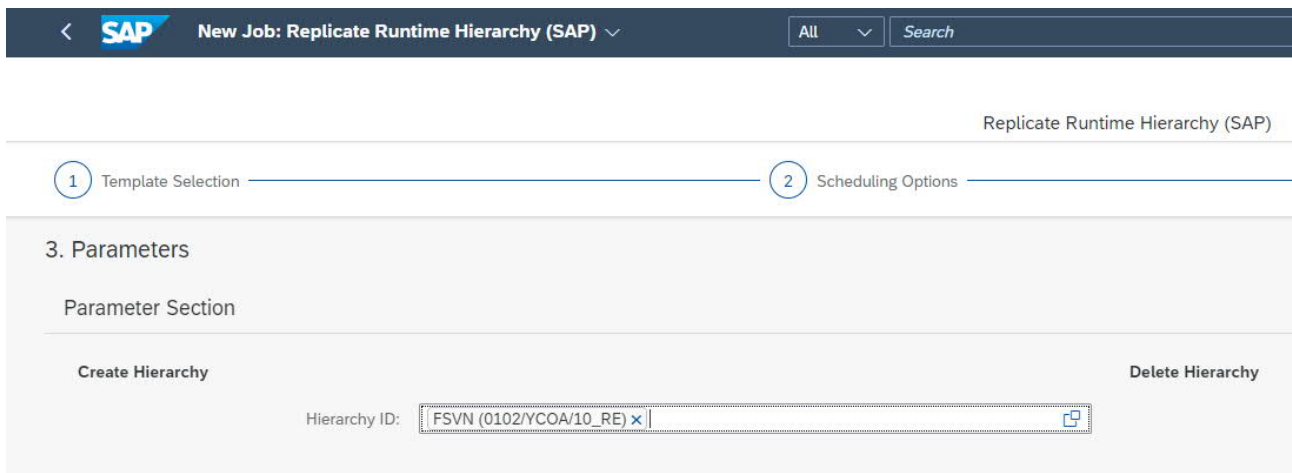 SAP New Job: Replicate Runtime Hierarchy (SAP) All Search
Replicate Runtime Hierarchy (SAP)
1 Template Selection 2 Scheduling Options
3. Parameters
Parameter Section
Create Hierarchy Delete Hierarchy
Hierarchy ID: FSVN (0102/YCOA/10_RE)